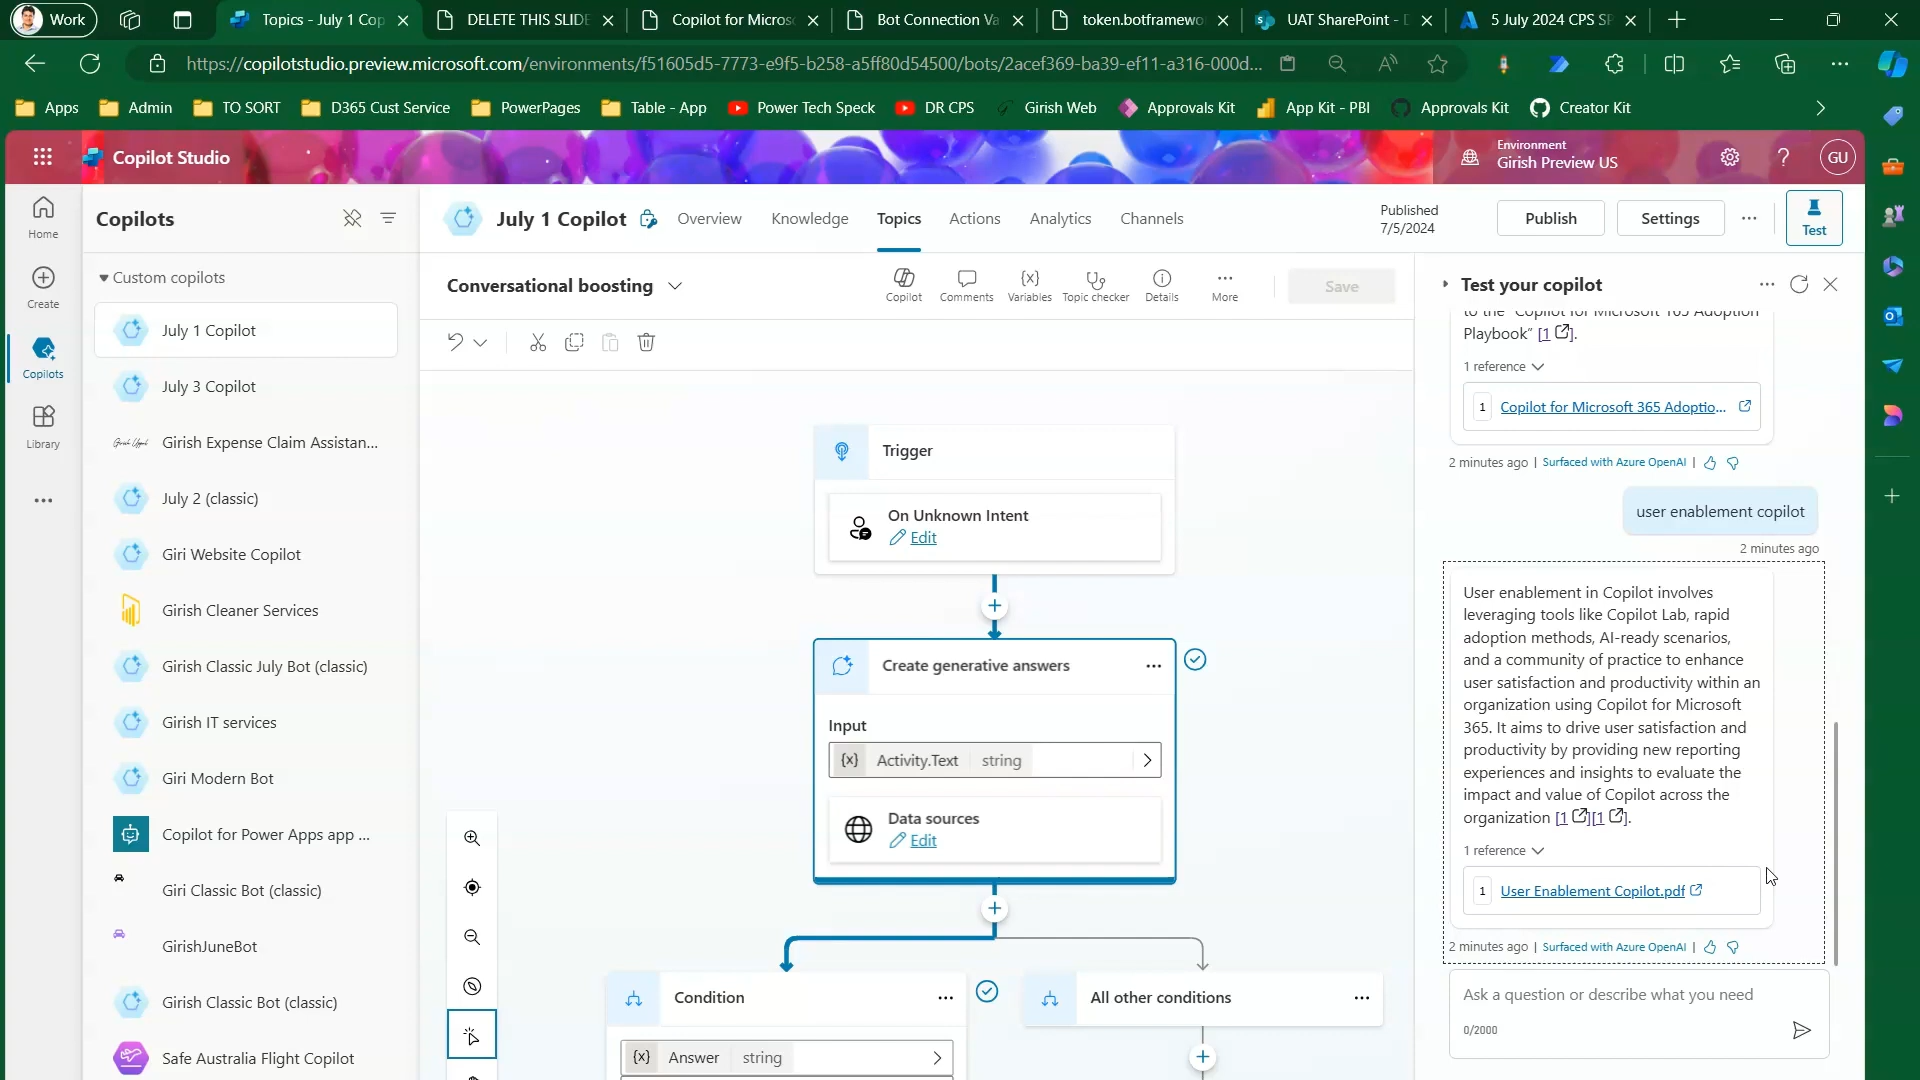 Work
Topics - July 1 Cop
DELETE THIS SLIDE
Copilot for Micros
Bot Connection Va
token.botframewo
UAT SharePoint - D
5 July 2024 CPS SP
https://copilotstudio.preview.microsoft.com/environments/f51605d5-7773-e9f5-b258-a5ff80d54500/bots/2acef369-ba39-ef11-a316-000d...
Apps
Admin
TO SORT
D365 Cust Service
PowerPages
Table - App
Power Tech Speck
DR CPS
Girish Web
Approvals Kit
App Kit - PBI
Approvals Kit
Creator Kit
Copilot Studio
Environment
Girish Preview US
GU
Home
Create
Copilots
Library
Copilots
Custom copilots
July 1 Copilot
July 3 Copilot
Girish Expense Claim Assistan...
July 2 (classic)
Giri Website Copilot
Girish Cleaner Services
Girish Classic July Bot (classic)
Girish IT services
Giri Modern Bot
Copilot for Power Apps app ...
Giri Classic Bot (classic)
GirishJuneBot
Girish Classic Bot (classic)
Safe Australia Flight Copilot
July 1 Copilot
Overview
Knowledge
Topics
Actions
Analytics
Channels
Published
7/5/2024
Publish
Settings
Test
Conversational boosting
Copilot
Comments
Variables
Topic checker
Details
More
Save
Trigger
On Unknown Intent
Edit
Create generative answers
Input
{x} Activity.Text string
Data sources
Edit
Condition
{x} Answer string
All other conditions
Test your copilot
to the "Copilot for Microsoft 365 Adoption
Playbook" [1].
1 reference
1 Copilot for Microsoft 365 Adoptio...
2 minutes ago | Surfaced with Azure OpenAI |
user enablement copilot
2 minutes ago
User enablement in Copilot involves
leveraging tools like Copilot Lab, rapid
adoption methods, AI-ready scenarios,
and a community of practice to enhance
user satisfaction and productivity within an
organization using Copilot for Microsoft
365. It aims to drive user satisfaction and
productivity by providing new reporting
experiences and insights to evaluate the
impact and value of Copilot across the
organization [1][1].
1 reference
1 User Enablement Copilot.pdf
2 minutes ago | Surfaced with Azure OpenAI |
Ask a question or describe what you need
0/2000